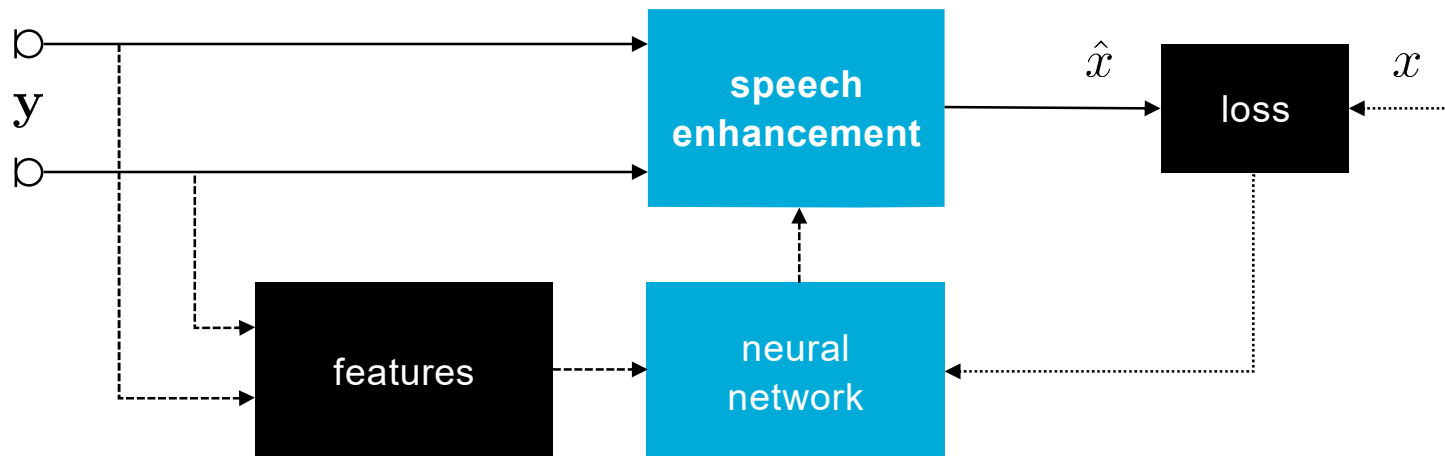 x̂
x
speech
enhancement
loss
y
features
neural
network